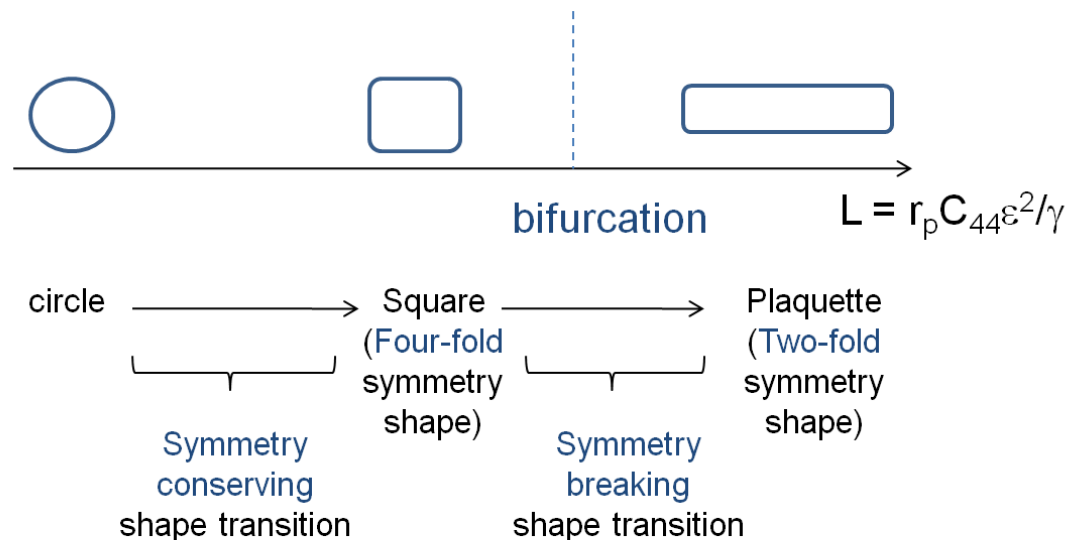 bifurcation
L = rₚC₄₄ε²/γ
circle
Square
(Four-fold
symmetry
shape)
Plaquette
(Two-fold
symmetry
shape)
Symmetry
conserving
shape transition
Symmetry
breaking
shape transition